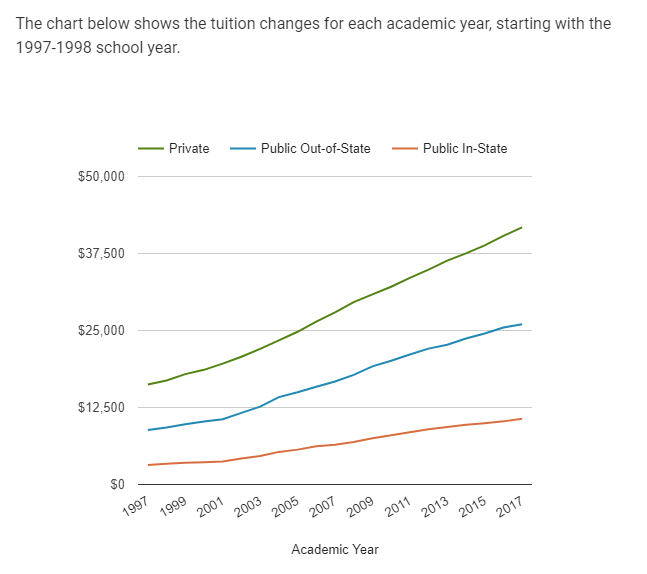 The chart below shows the tuition changes for each academic year, starting with the
1997-1998 school year.
Private Public Out-of-State Public In-State
$50,000
$37,500
$25,000
$12,500
$0
1997 1999 2001 2003 2005 2007 2009 2011 2013 2015 2017
Academic Year